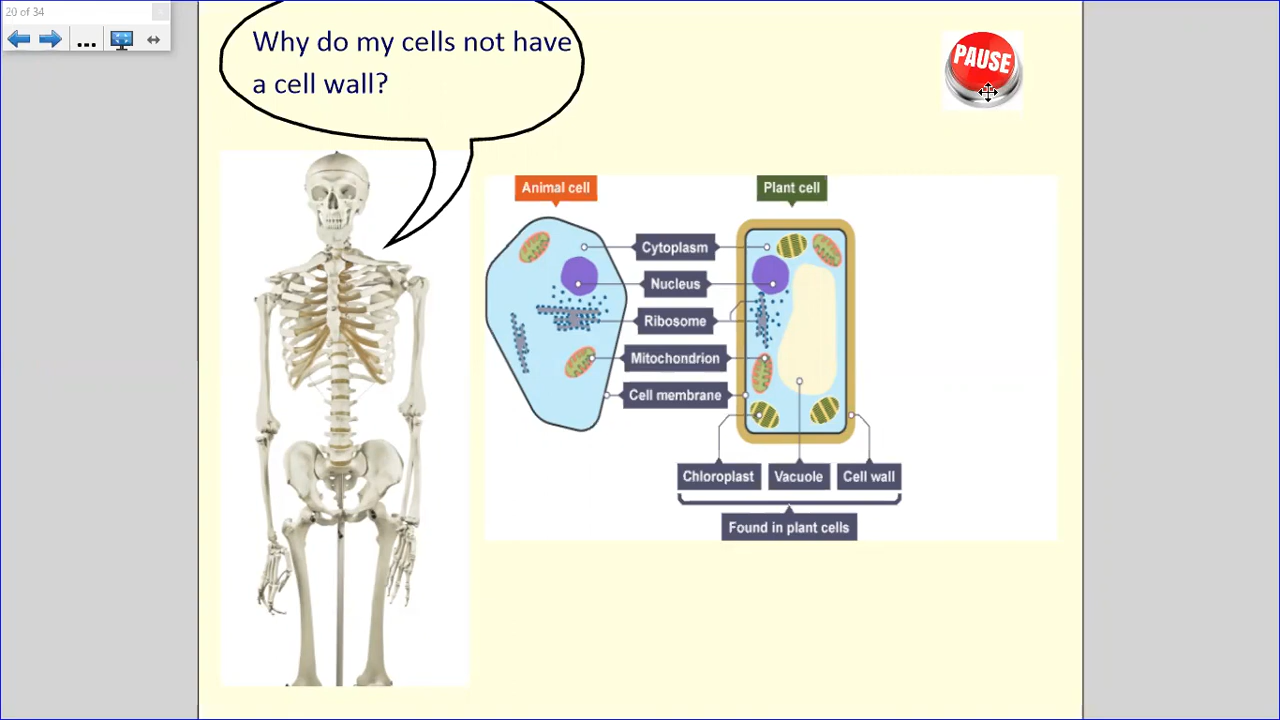 20 of 34
...
Why do my cells not have
a cell wall?
PAUSE
Animal cell
Plant cell
Cytoplasm
Nucleus
Ribosome
Mitochondrion
Cell membrane
Chloroplast
Vacuole
Cell wall
Found in plant cells